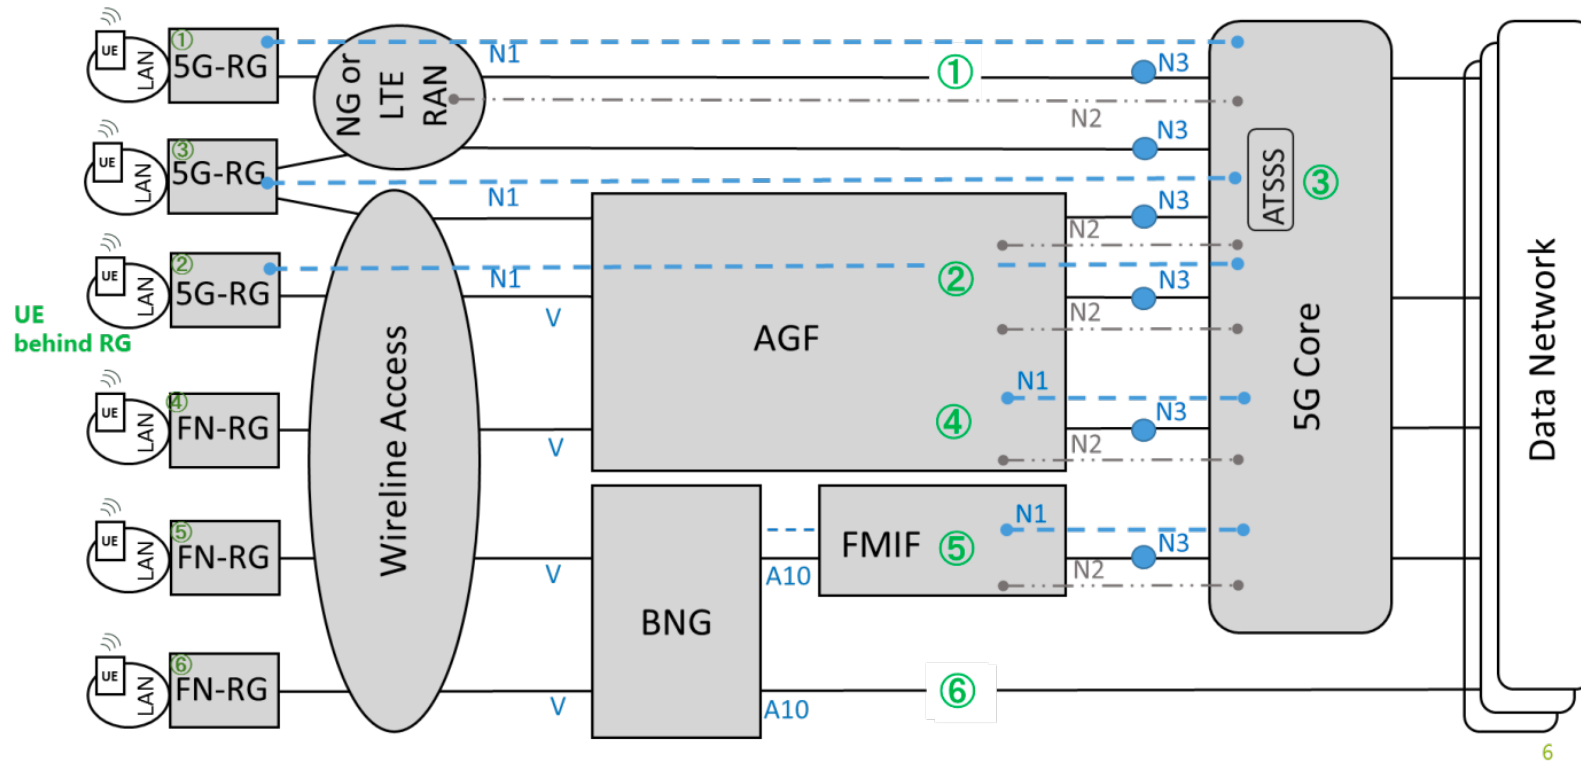 UE
LAN
①
5G-RG
N1
NG or
LTE
RAN
①
N3
N2
UE
LAN
③
5G-RG
N1
N3
ATSSS
③
N3
N2
UE
LAN
②
5G-RG
N1
V
②
N3
N2
UE
behind RG
Wireline Access
AGF
5G Core
Data Network
UE
LAN
④
FN-RG
V
④
N1
N3
N2
UE
LAN
⑤
FN-RG
V
BNG
A10
FMIF
⑤
N1
N3
N2
UE
LAN
⑥
FN-RG
V
A10
⑥
6